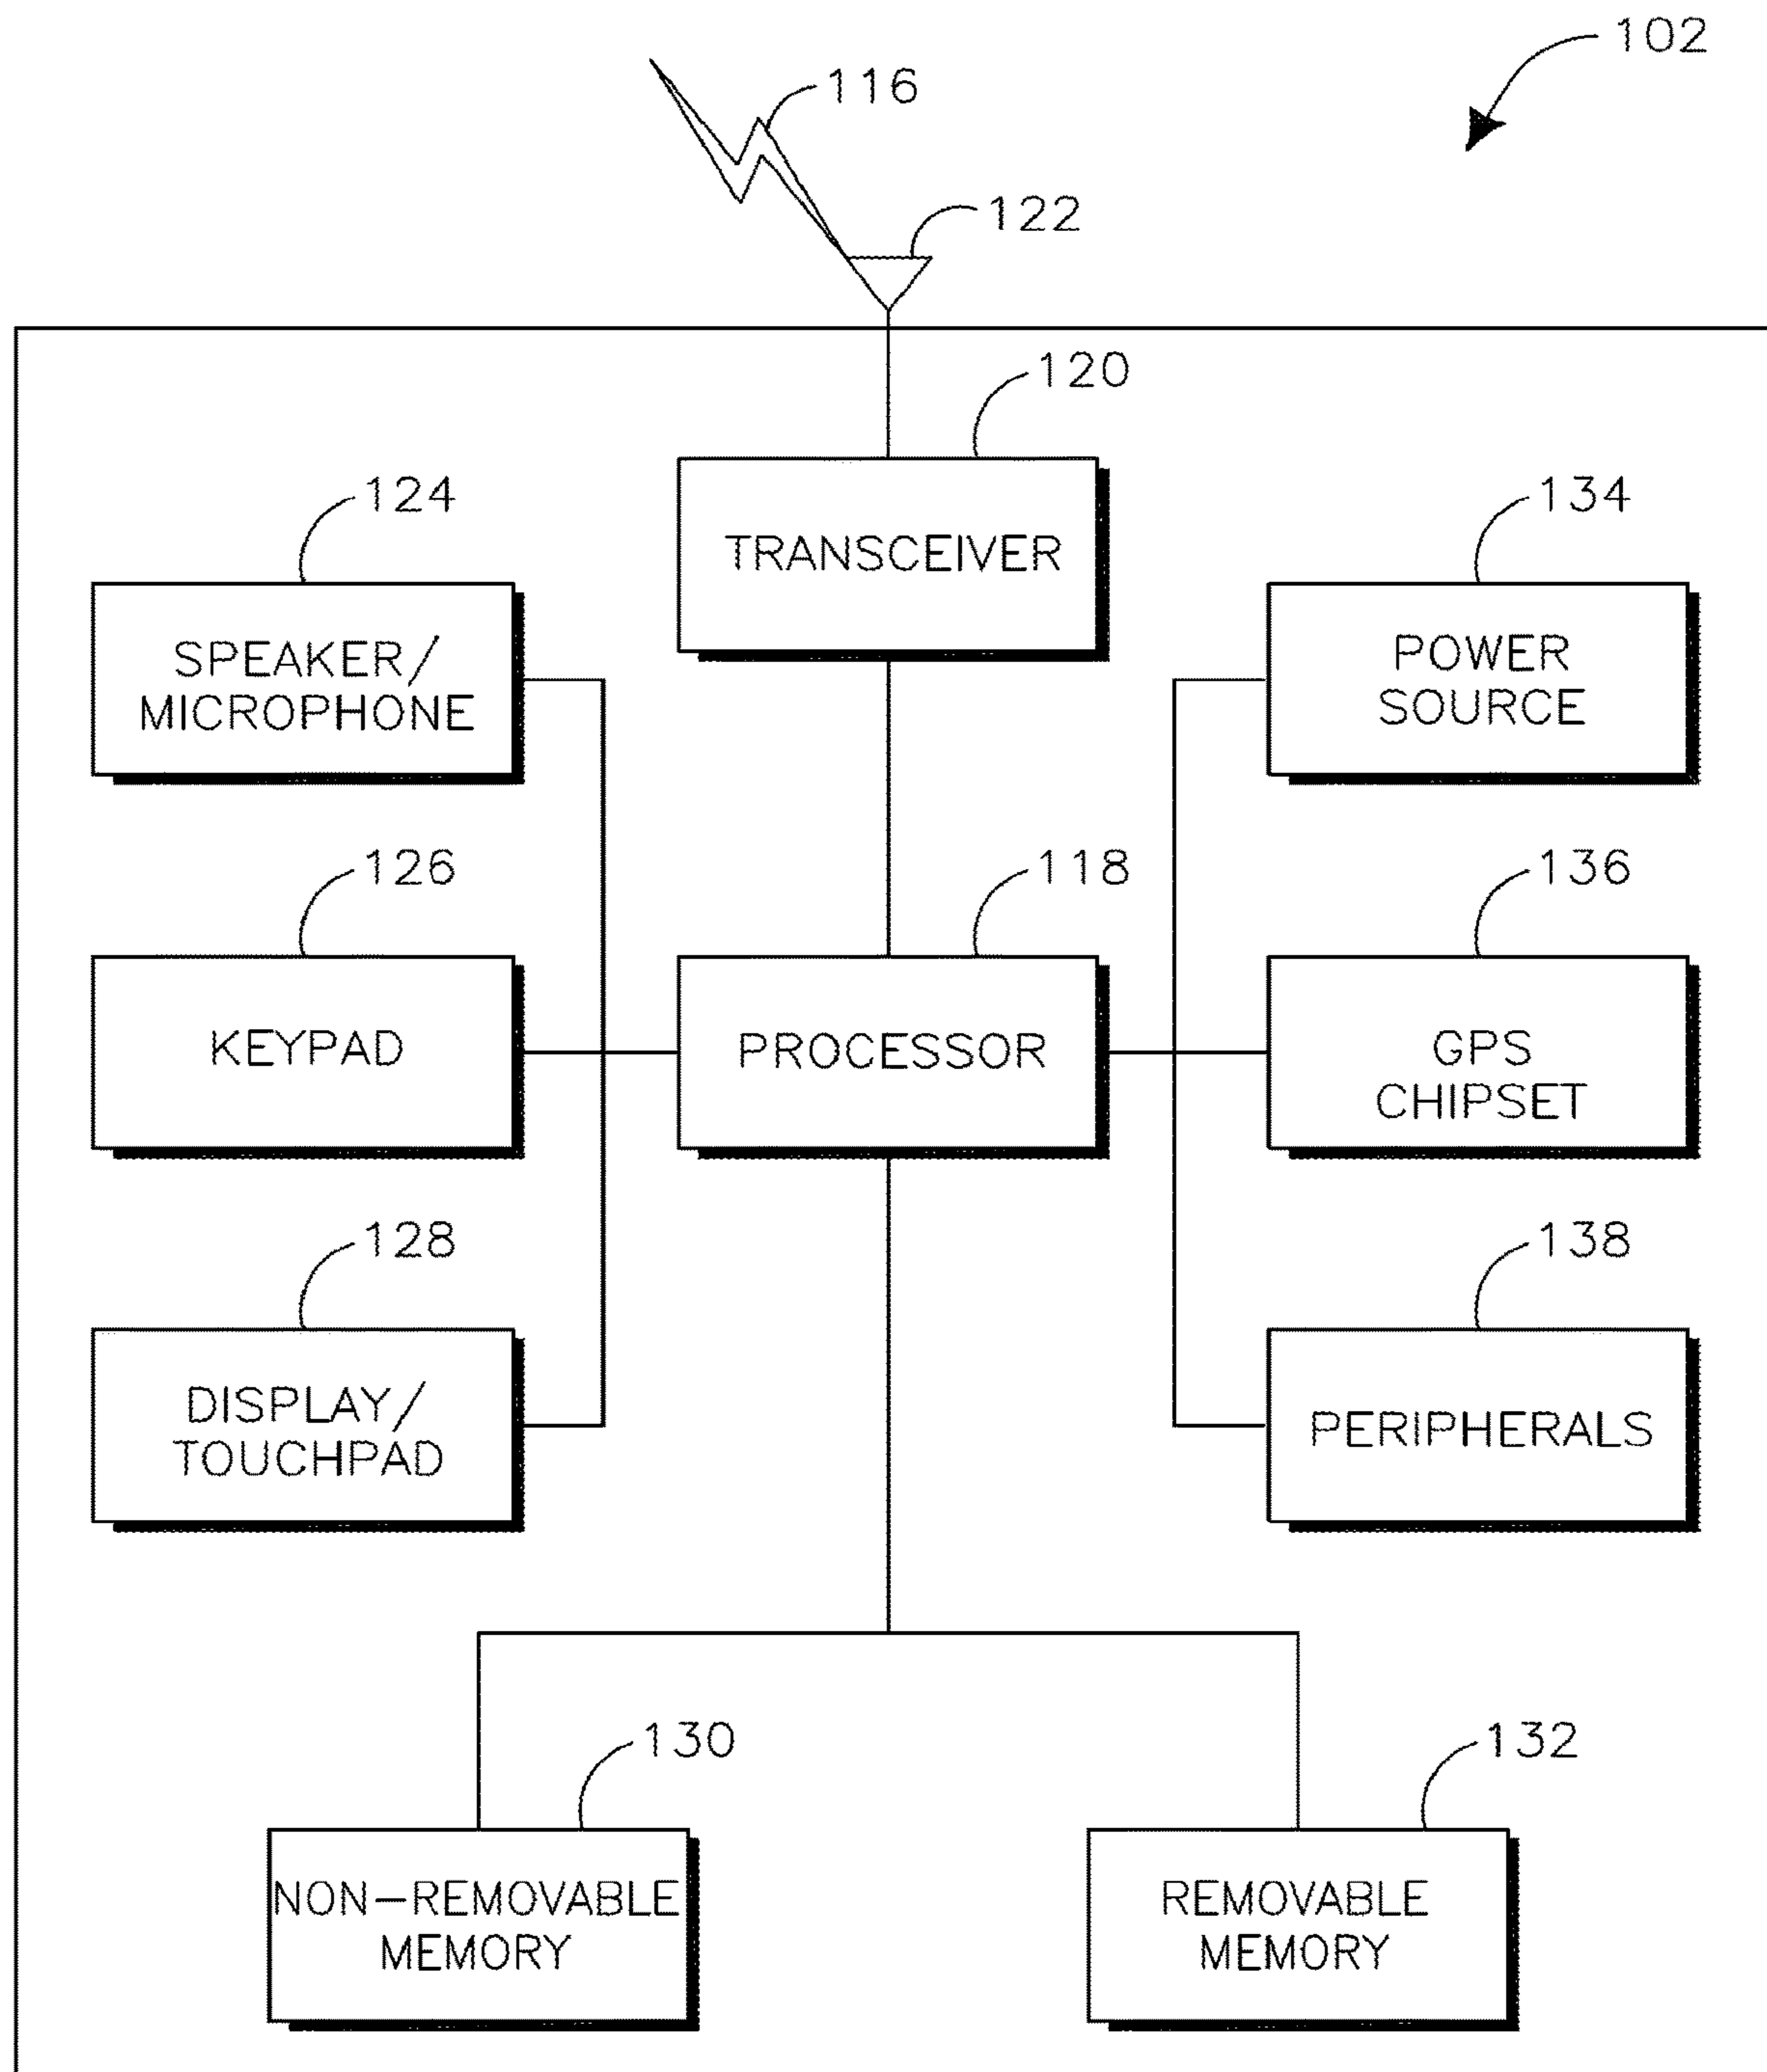 102
116
122
120
TRANSCEIVER
124
SPEAKER/
MICROPHONE
134
POWER
SOURCE
126
KEYPAD
118
PROCESSOR
136
GPS
CHIPSET
128
DISPLAY/
TOUCHPAD
138
PERIPHERALS
130
NON-REMOVABLE
MEMORY
132
REMOVABLE
MEMORY